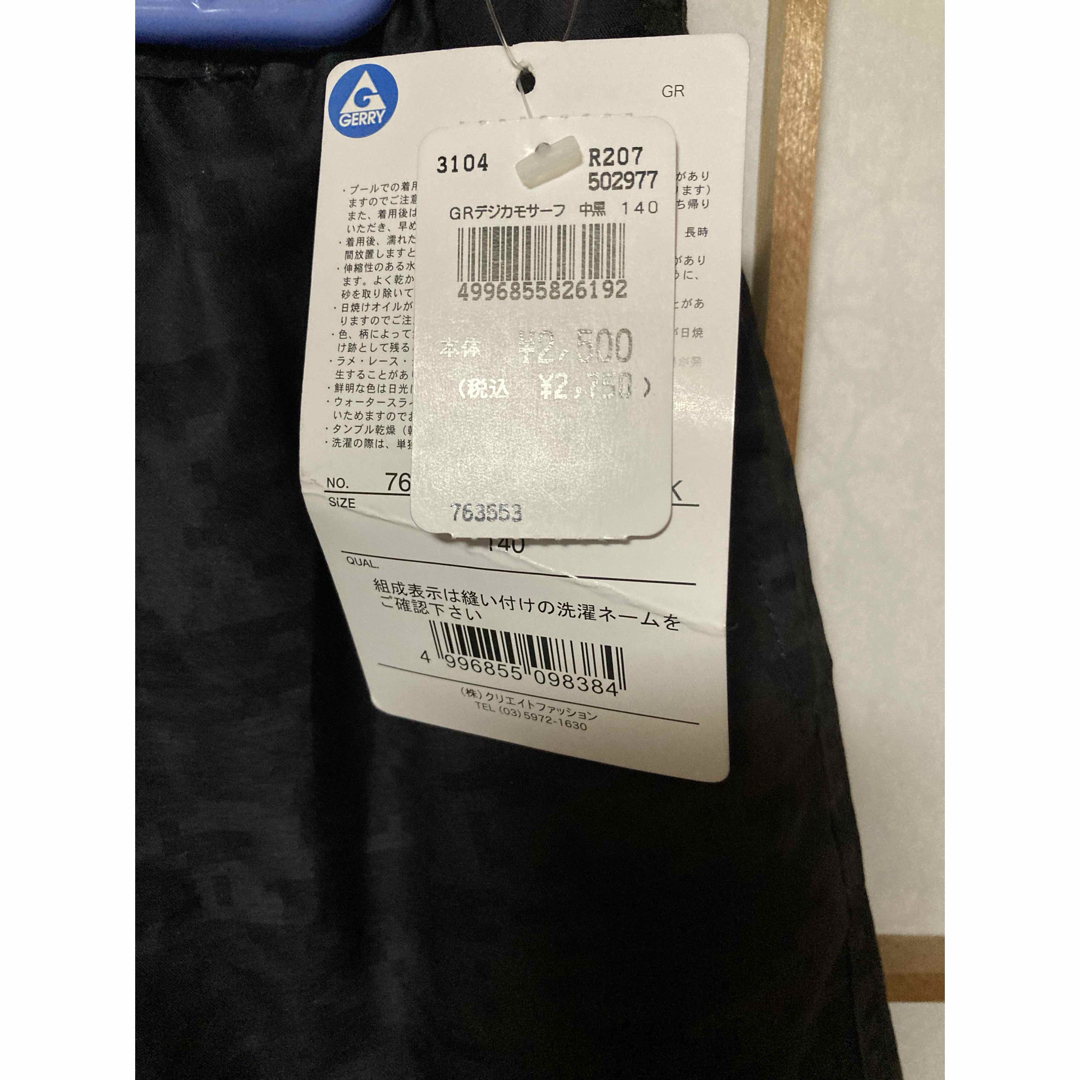 GERRY
GR
3104
R207
502977
GRデジカモサーフ 中黒 140
4996855826192
本体 ¥2,500
(税込 ¥2,750)
763553
・プールでの着用
ますのでご注意
また、着用後は
いただき、早め
・着用後、濡れた
間放置しますと
・伸縮性のある水
ます。よく乾か
砂を取り除いて
・日焼けオイルが
りますのでご注
・色、柄によって
け跡として残る
・ラメ・レース・
生することがあ
・鮮明な色は日光
・ウォータースライ
いためますのでお
・タンブル乾燥
・洗濯の際は、単独
があり
ります)
ち帰り
長時
があり
めに、
とがあ
が日焼
NO. 76
K
SIZE
140
QUAL.
組成表示は縫い付けの洗濯ネームを
ご確認下さい
4 996855 098384
(株)クリエイトファッション
TEL (03)5972-1630